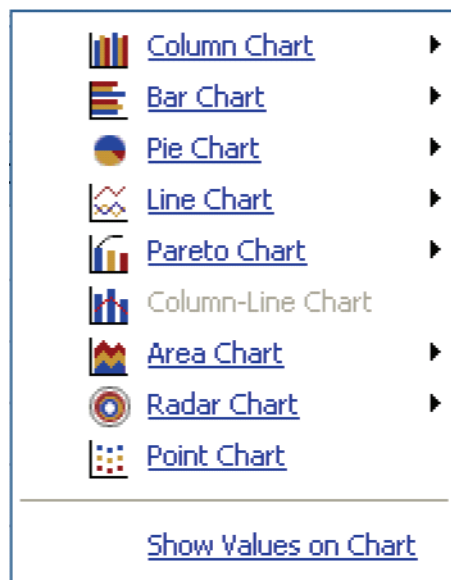 Column Chart
Bar Chart
Pie Chart
Line Chart
Pareto Chart
Column-Line Chart
Area Chart
Radar Chart
Point Chart
Show Values on Chart